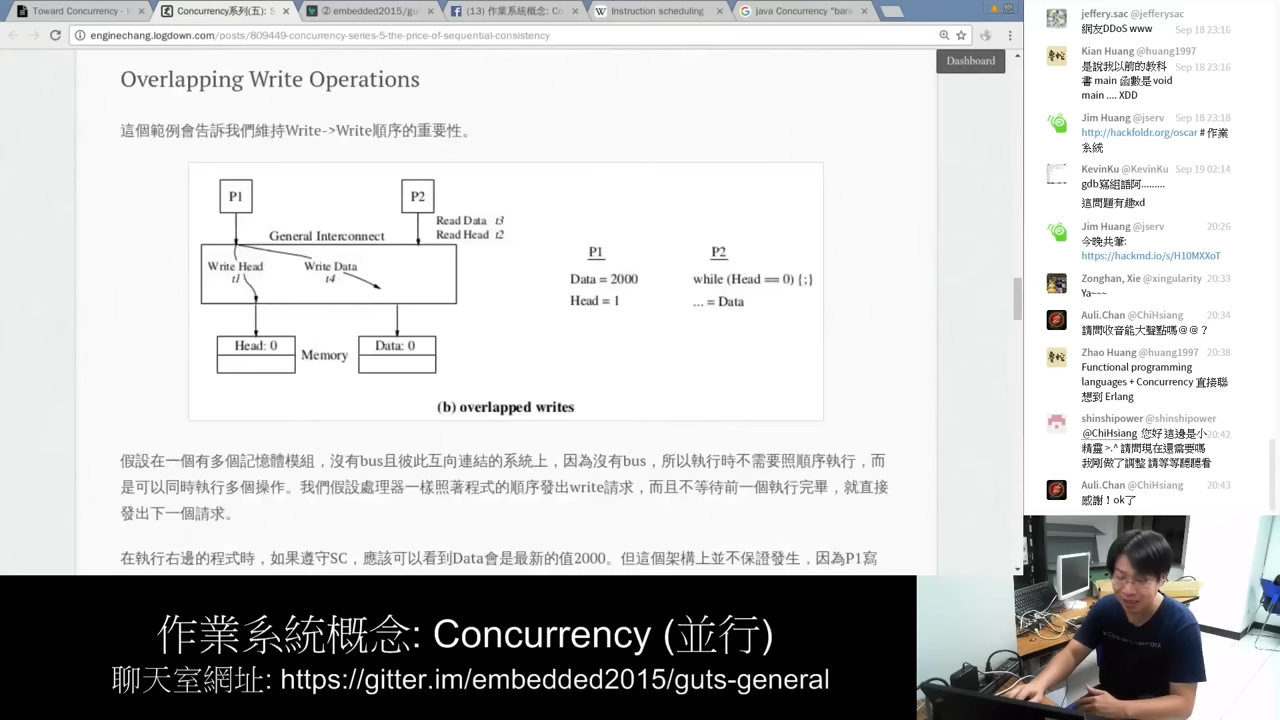 Toward Concurrency -
Concurrency系列(五): S
② embedded2015/gut
(13) 作業系統概念: Co
Instruction scheduling
java Concurrency "ban
enginechang.logdown.com/posts/809449-concurrency-series-5-the-price-of-sequential-consistency
Dashboard
Overlapping Write Operations
這個範例會告訴我們維持Write->Write順序的重要性。
P1
P2
Read Data t3
Read Head t2
General Interconnect
Write Head
t1
Write Data
t4
P1
P2
Data = 2000
while (Head == 0) {;}
Head = 1
... = Data
Head: 0
Memory
Data: 0
(b) overlapped writes
假設在一個有多個記憶體模組，沒有bus且彼此互向連結的系統上，因為沒有bus，所以執行時不需要照順序執行，而
是可以同時執行多個操作。我們假設處理器一樣照著程式的順序發出write請求，而且不等待前一個執行完畢，就直接
發出下一個請求。
在執行右邊的程式時，如果遵守SC，應該可以看到Data會是最新的值2000。但這個架構上並不保證發生，因為P1寫
jeffery.sac @jefferysac
網友DDoS www
Sep 18 23:16
Kian Huang @huang1997
是說我以前的教科
Sep 18 23:16
書 main 函數是 void
main .... XDD
Jim Huang @jserv
Sep 18 23:18
http://hackfoldr.org/oscar # 作業
系統
KevinKu @KevinKu
Sep 19 02:14
gdb寫組語阿.........
這問題有趣xd
Jim Huang @jserv
20:26
今晚共筆:
https://hackmd.io/s/H10MXXoT
Zonghan, Xie @xingularity
20:33
Ya~~~
Auli.Chan @ChiHsiang
20:34
請問收音能大聲點嗎＠＠？
Zhao Huang @huang1997
20:38
Functional programming
languages + Concurrency 直接聯
想到 Erlang
shinshipower @shinshipower
@ChiHsiang 您好 這邊是小
20:42
精靈 >.^ 請問現在還需要嗎
我剛做了調整 請等等聽聽看
Auli.Chan @ChiHsiang
20:43
感謝！ok了
作業系統概念: Concurrency (並行)
聊天室網址: https://gitter.im/embedded2015/guts-general